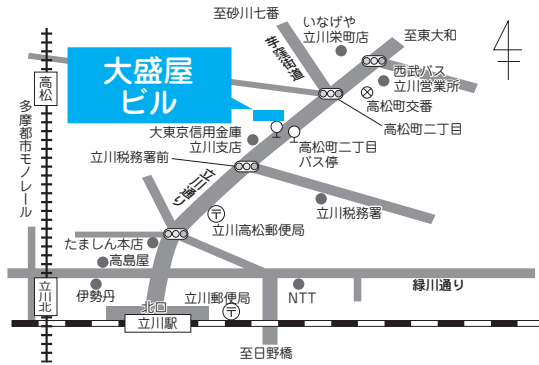 至砂川七番
いなげや
立川栄町店
至東大和
芋窪街道
西武バス
立川営業所
大盛屋
ビル
高松
高松町交番
高松町二丁目
大東京信用金庫
立川支店
高松町二丁目
バス停
立川税務署前
多摩都市モノレール
立川通り
立川税務署
立川高松郵便局
たましん本店
高島屋
立川北
伊勢丹
北口
立川郵便局
NTT
緑川通り
立川駅
至日野橋